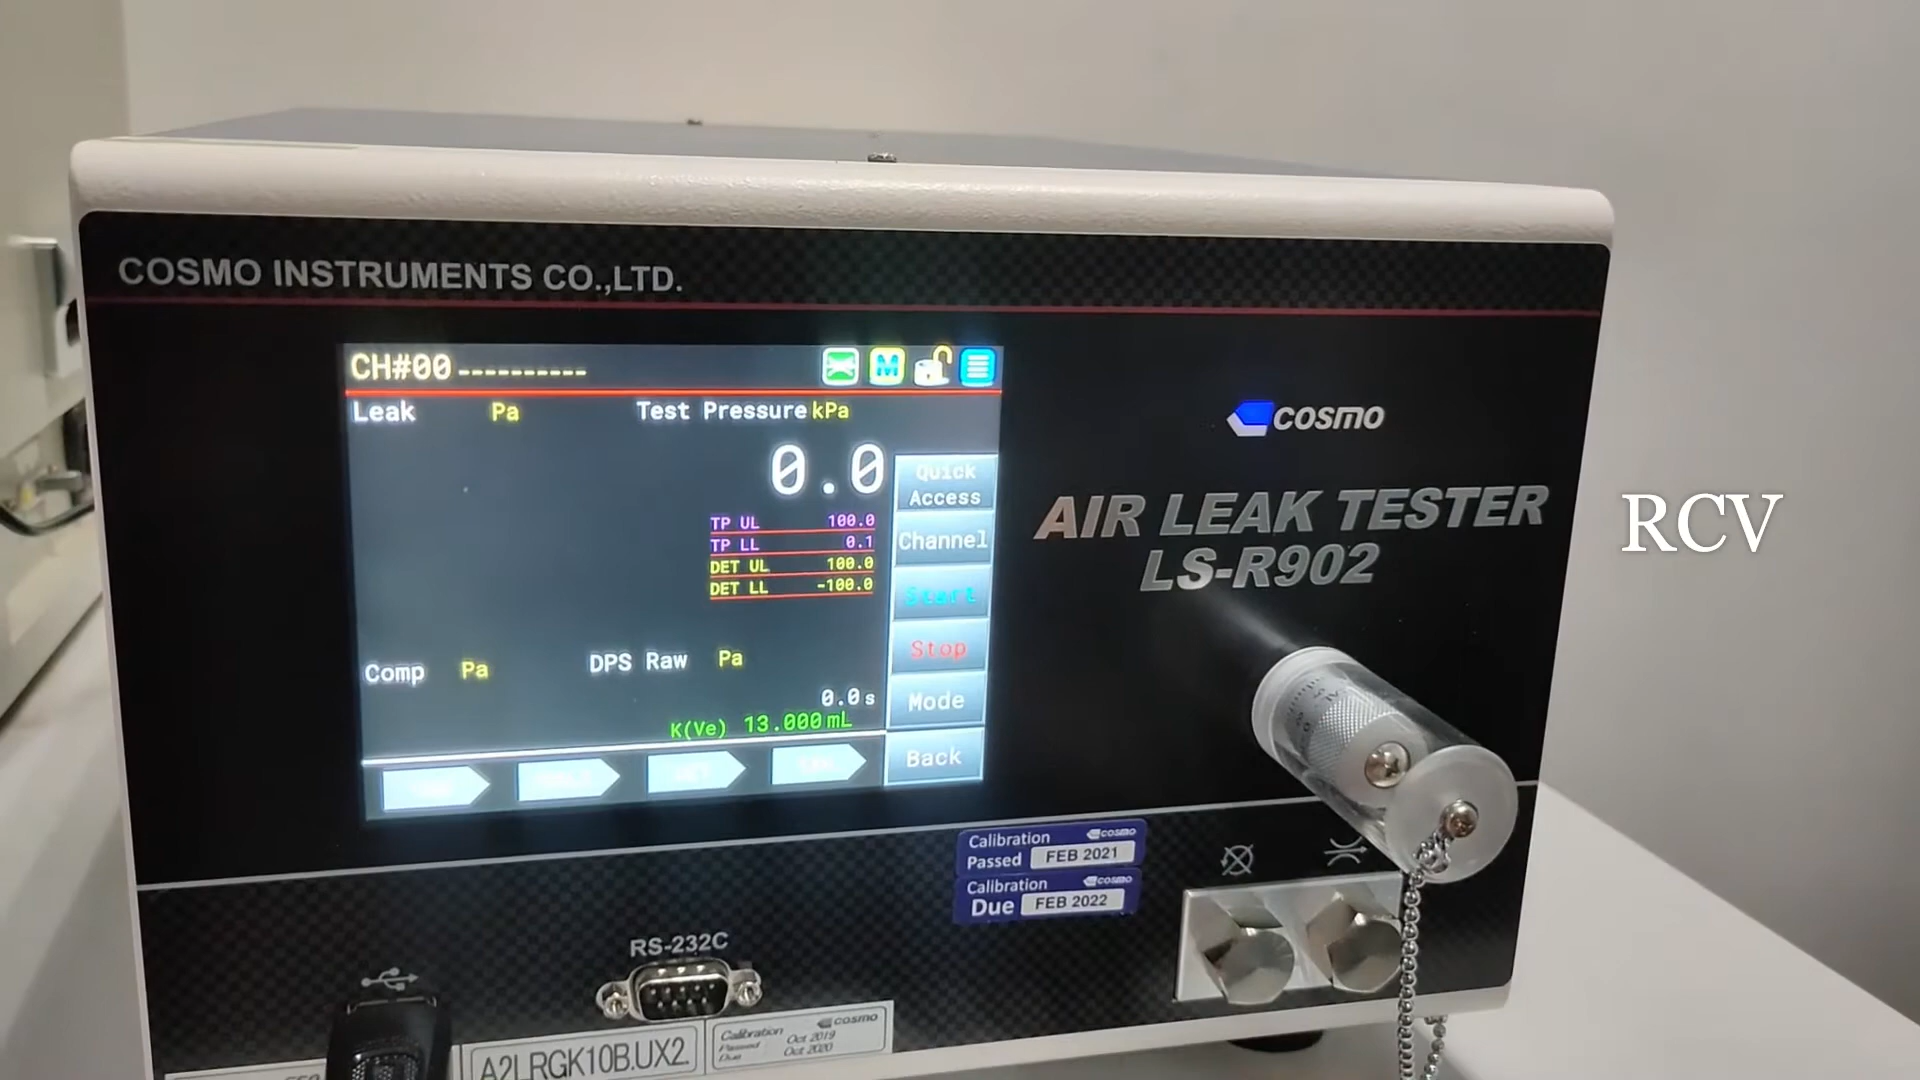 COSMO INSTRUMENTS CO.,LTD.
CH#00----------
M
Leak Pa Test Pressure kPa
0.0
TP UL 100.0
TP LL 0.1
DET UL 100.0
DET LL -100.0
Comp Pa DPS Raw Pa
0.0 s
K(Ve) 13.000 mL
Quick
Access
Channel
Start
Stop
Mode
Back
COSMO
AIR LEAK TESTER
LS-R902
RCV
Calibration COSMO
Passed FEB 2021
Calibration COSMO
Due FEB 2022
RS-232C
A2LRGK10B.UX2.
Calibration COSMO
Passed Oct 2019
Due Oct 2020